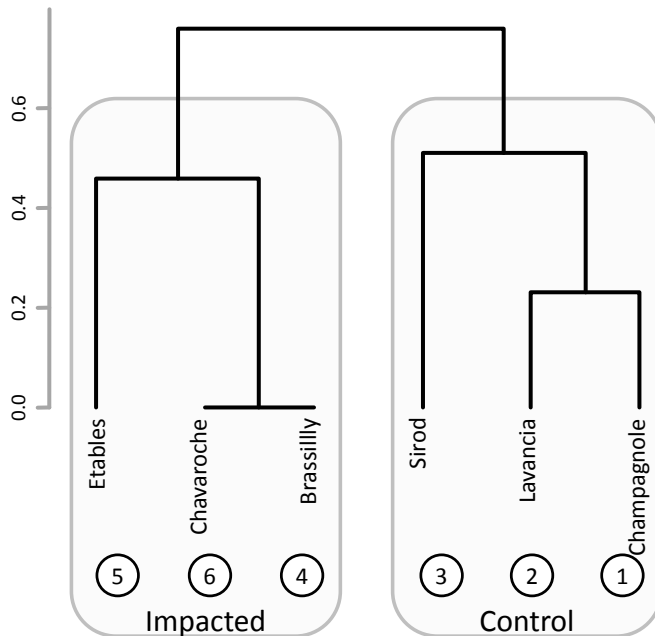 0.6
0.4
0.2
0.0
Etables
Chavaroche
Brassillly
Sirod
Lavancia
Champagnole
5 6 4 3 2 1
Impacted Control